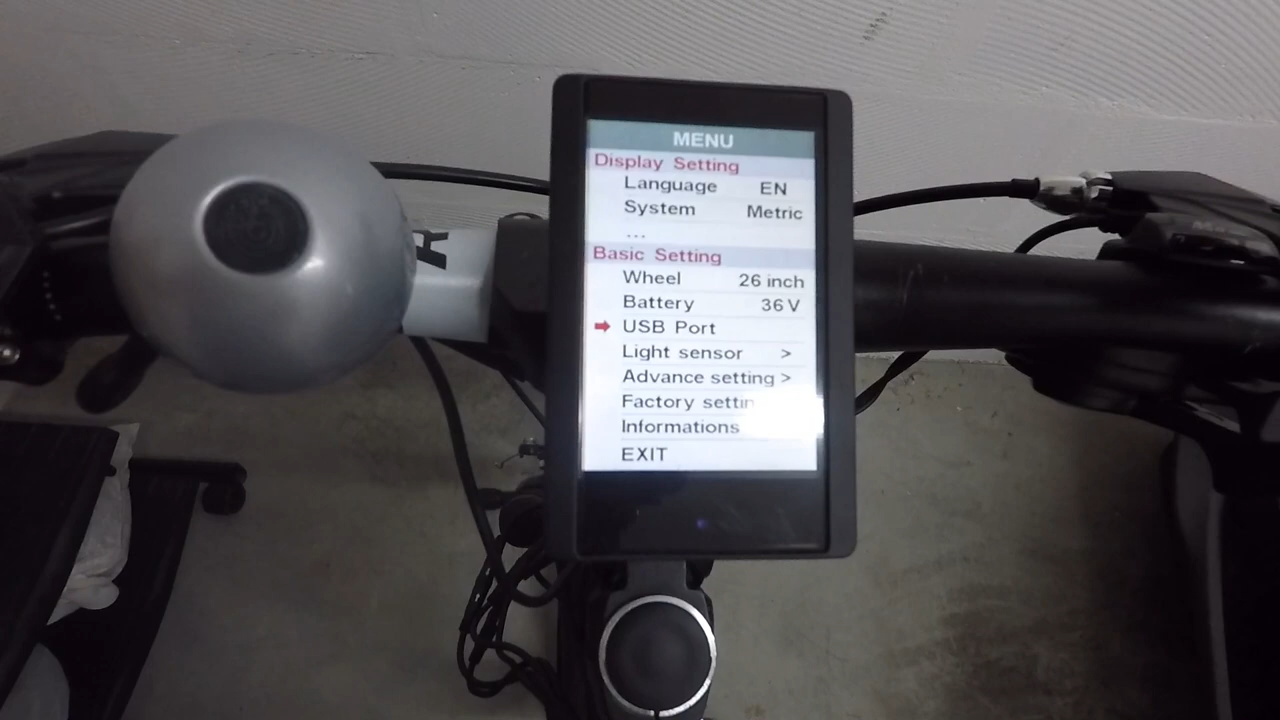 MENU
Display Setting
Language EN
System Metric
...
Basic Setting
Wheel 26 inch
Battery 36 V
USB Port
Light sensor >
Advance setting >
Factory settin
Informations
EXIT